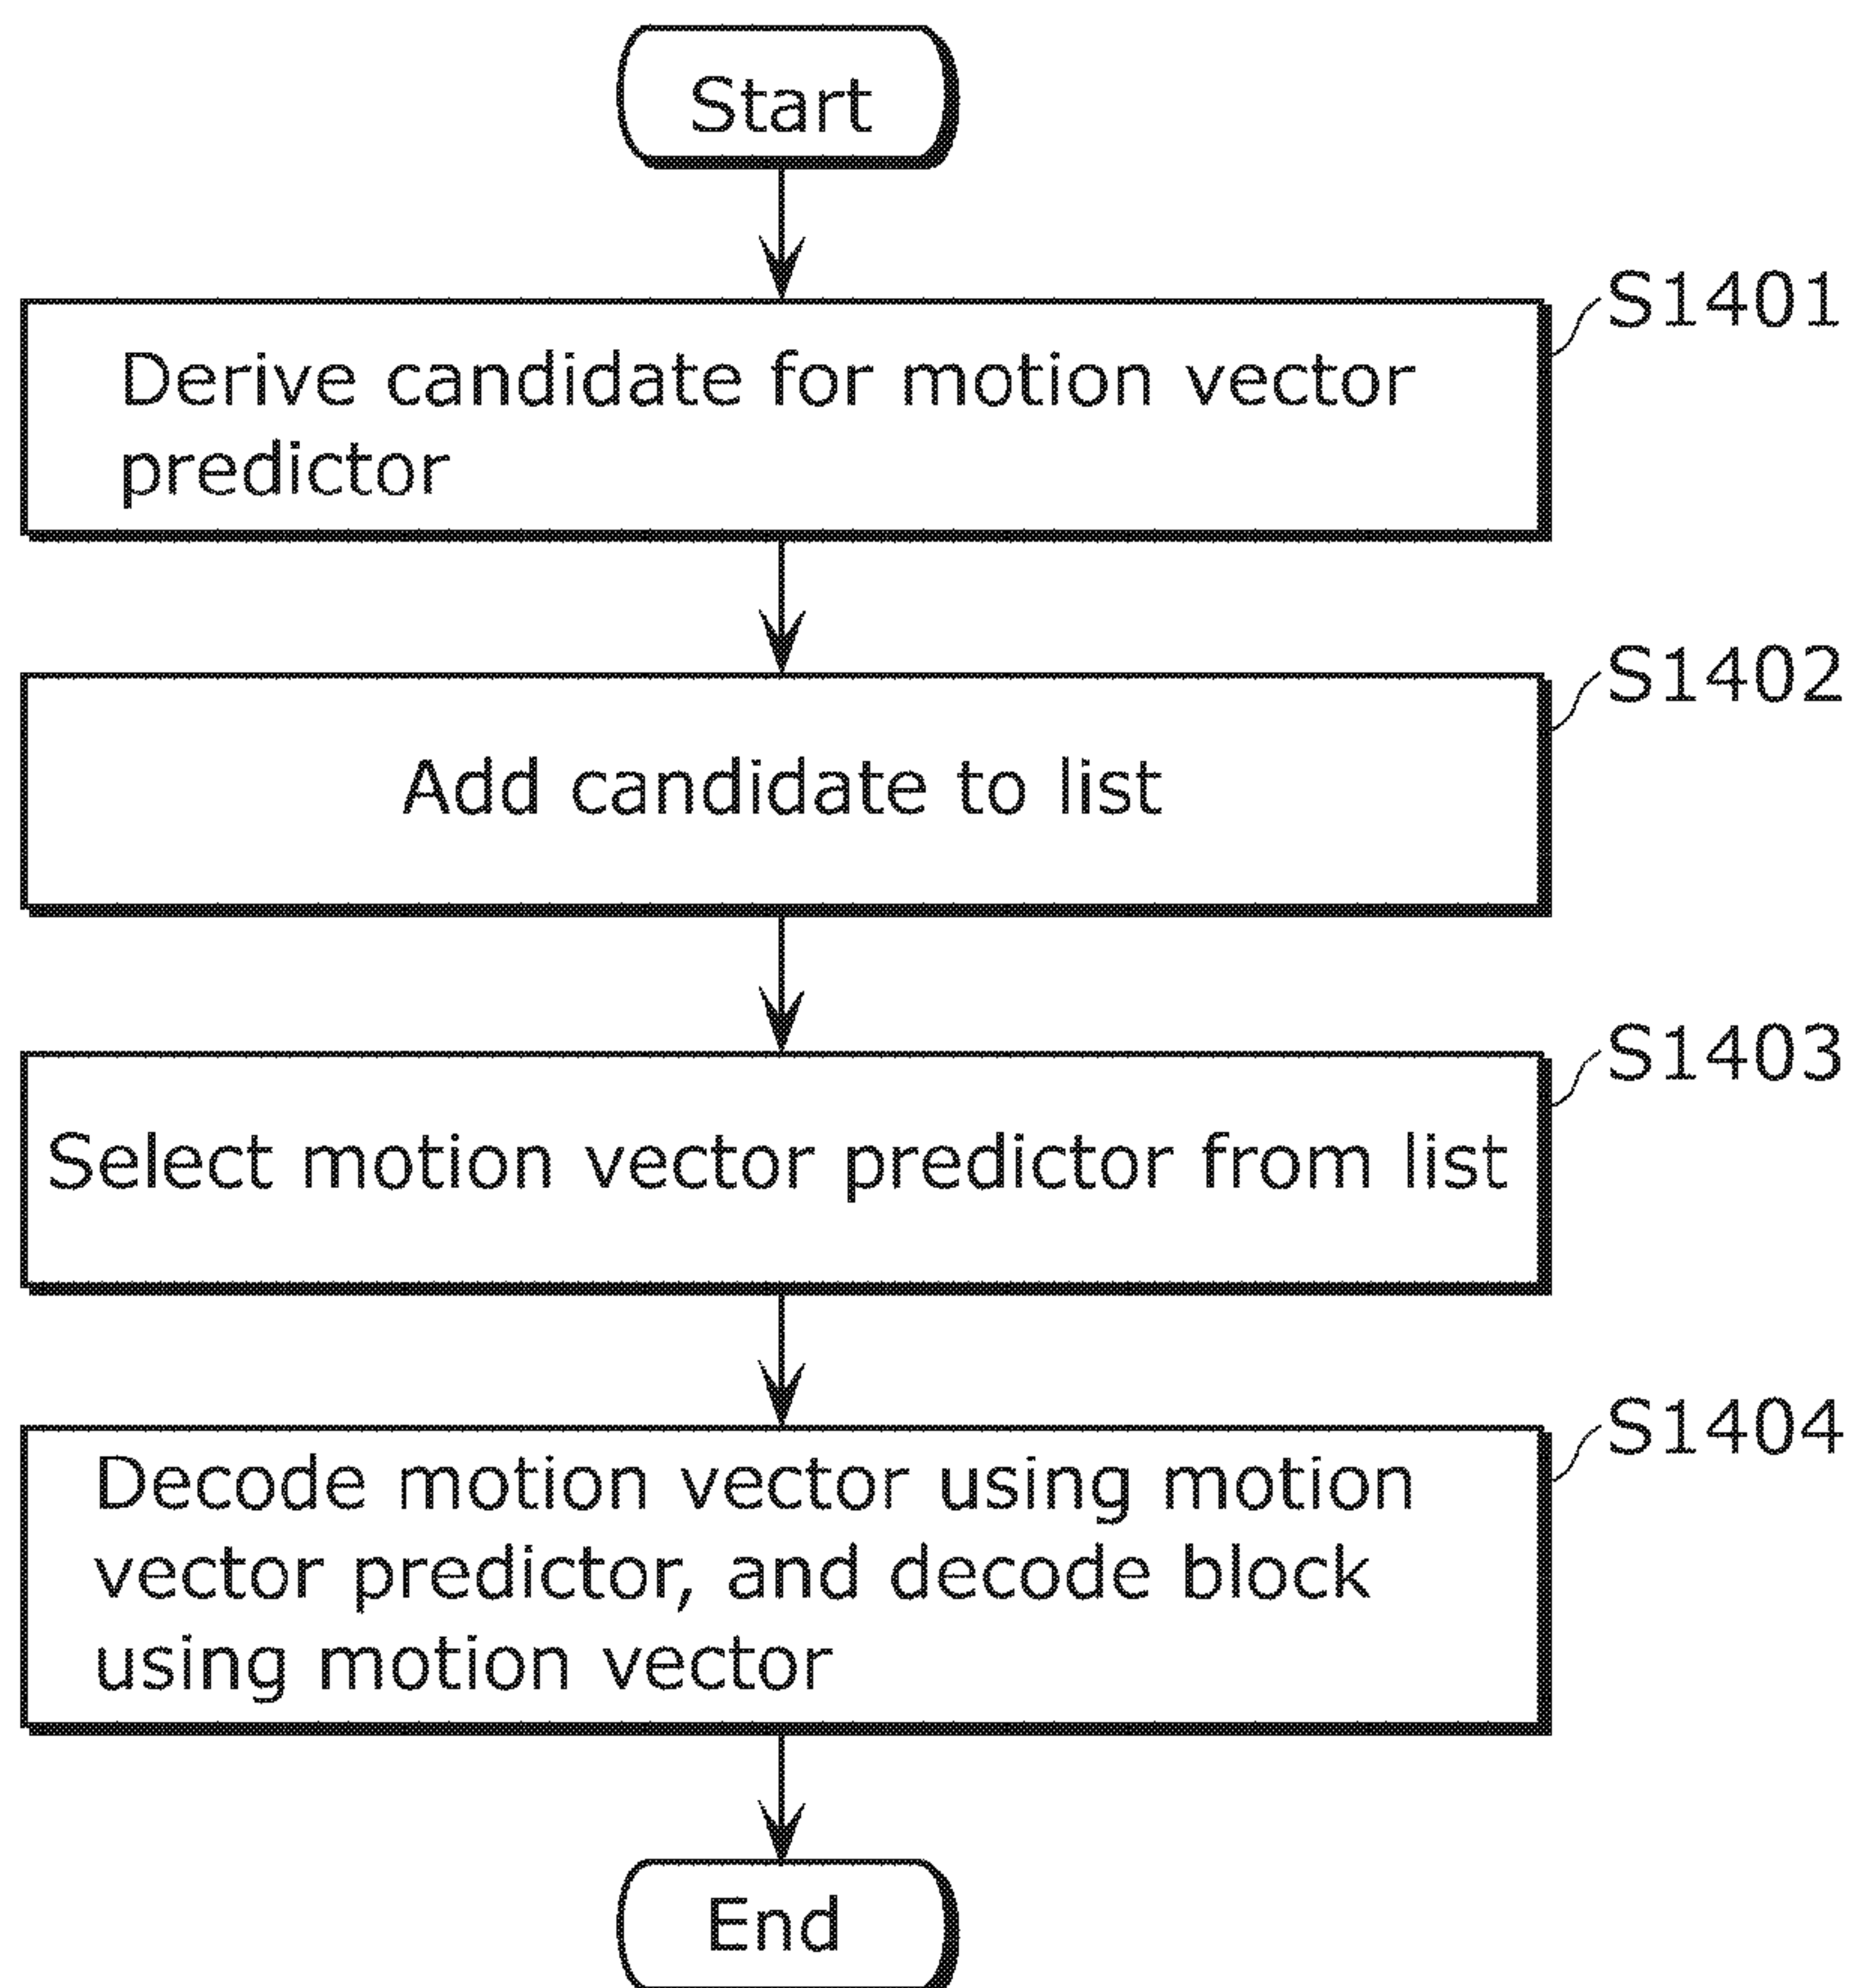 Start
S1401
Derive candidate for motion vector
predictor
S1402
Add candidate to list
S1403
Select motion vector predictor from list
S1404
Decode motion vector using motion
vector predictor, and decode block
using motion vector
End